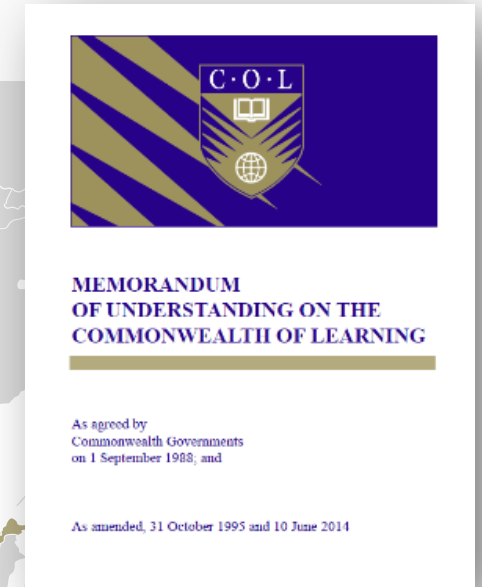 C·O·L
MEMORANDUM
OF UNDERSTANDING ON THE
COMMONWEALTH OF LEARNING
As agreed by
Commonwealth Governments
on 1 September 1988; and
As amended, 31 October 1995 and 10 June 2014